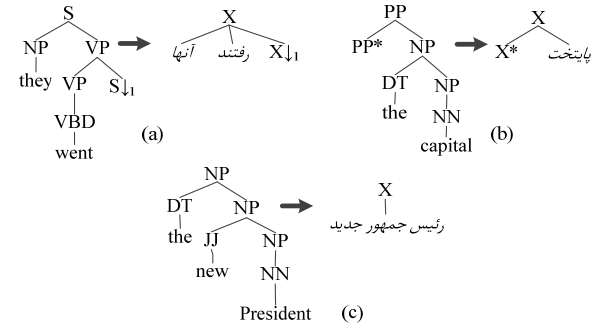 S
NP VP
they
VP S↓1
VBD
went
X
آنها رفتند X↓1
(a)
PP
PP* NP
DT NP
the NN
capital
X
X* پایتخت
(b)
NP
DT NP
the JJ NP
new NN
President
X
رئیس جمهور جدید
(c)